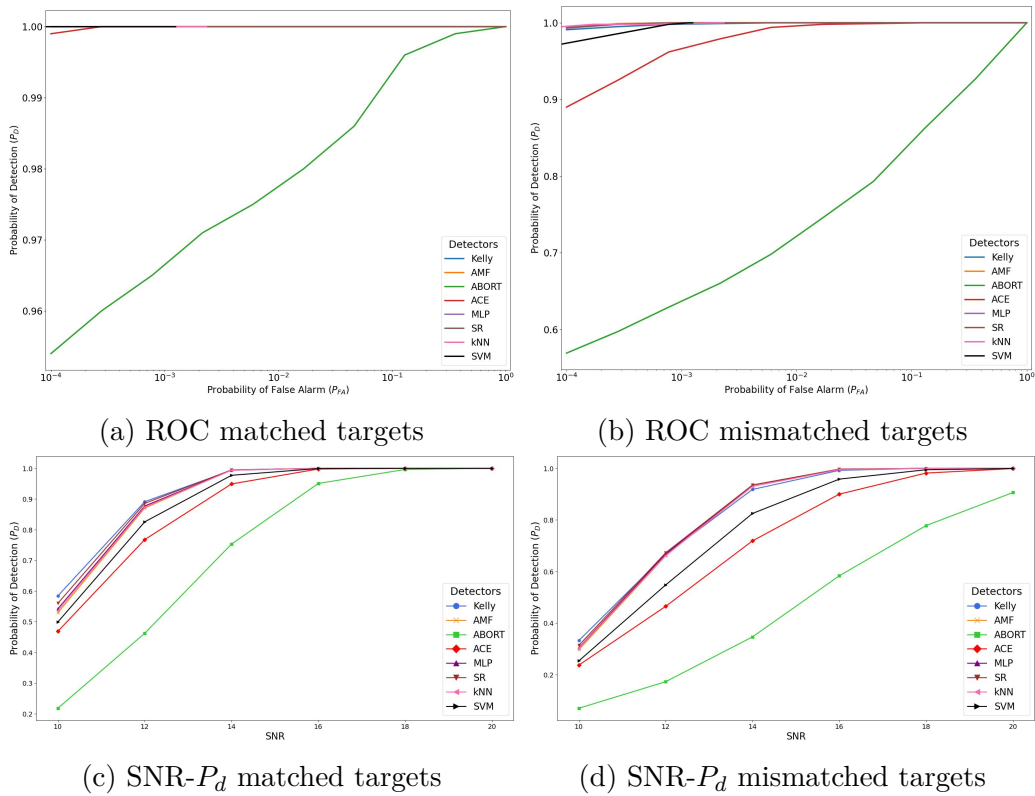 1.00
0.99
0.98
0.97
0.96
Probability of Detection (P_D)
10⁻⁴ 10⁻³ 10⁻² 10⁻¹ 10⁰
Probability of False Alarm (P_FA)
Detectors
Kelly
AMF
ABORT
ACE
MLP
SR
kNN
SVM
(a) ROC matched targets
1.0
0.9
0.8
0.7
0.6
Probability of Detection (P_D)
10⁻⁴ 10⁻³ 10⁻² 10⁻¹ 10⁰
Probability of False Alarm (P_FA)
Detectors
Kelly
AMF
ABORT
ACE
MLP
SR
kNN
SVM
(b) ROC mismatched targets
1.0
0.9
0.8
0.7
0.6
0.5
0.4
0.3
0.2
Probability of Detection (P_D)
10 12 14 16 18 20
SNR
Detectors
Kelly
AMF
ABORT
ACE
MLP
SR
kNN
SVM
(c) SNR-P_d matched targets
1.0
0.8
0.6
0.4
0.2
Probability of Detection (P_D)
10 12 14 16 18 20
SNR
Detectors
Kelly
AMF
ABORT
ACE
MLP
SR
kNN
SVM
(d) SNR-P_d mismatched targets